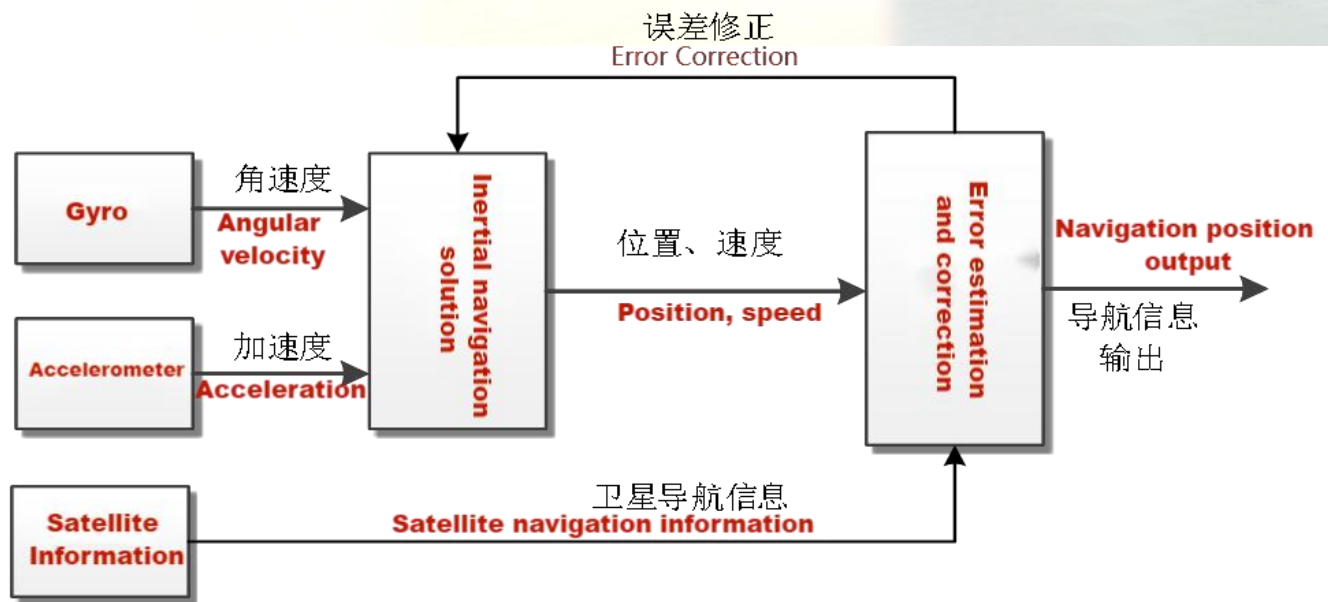 误差修正
Error Correction
Gyro
角速度
Angular
velocity
Inertial navigation
solution
位置、速度
Position, speed
Error estimation
and correction
Navigation position
output
导航信息
输出
Accelerometer
加速度
Acceleration
Satellite
Information
卫星导航信息
Satellite navigation information